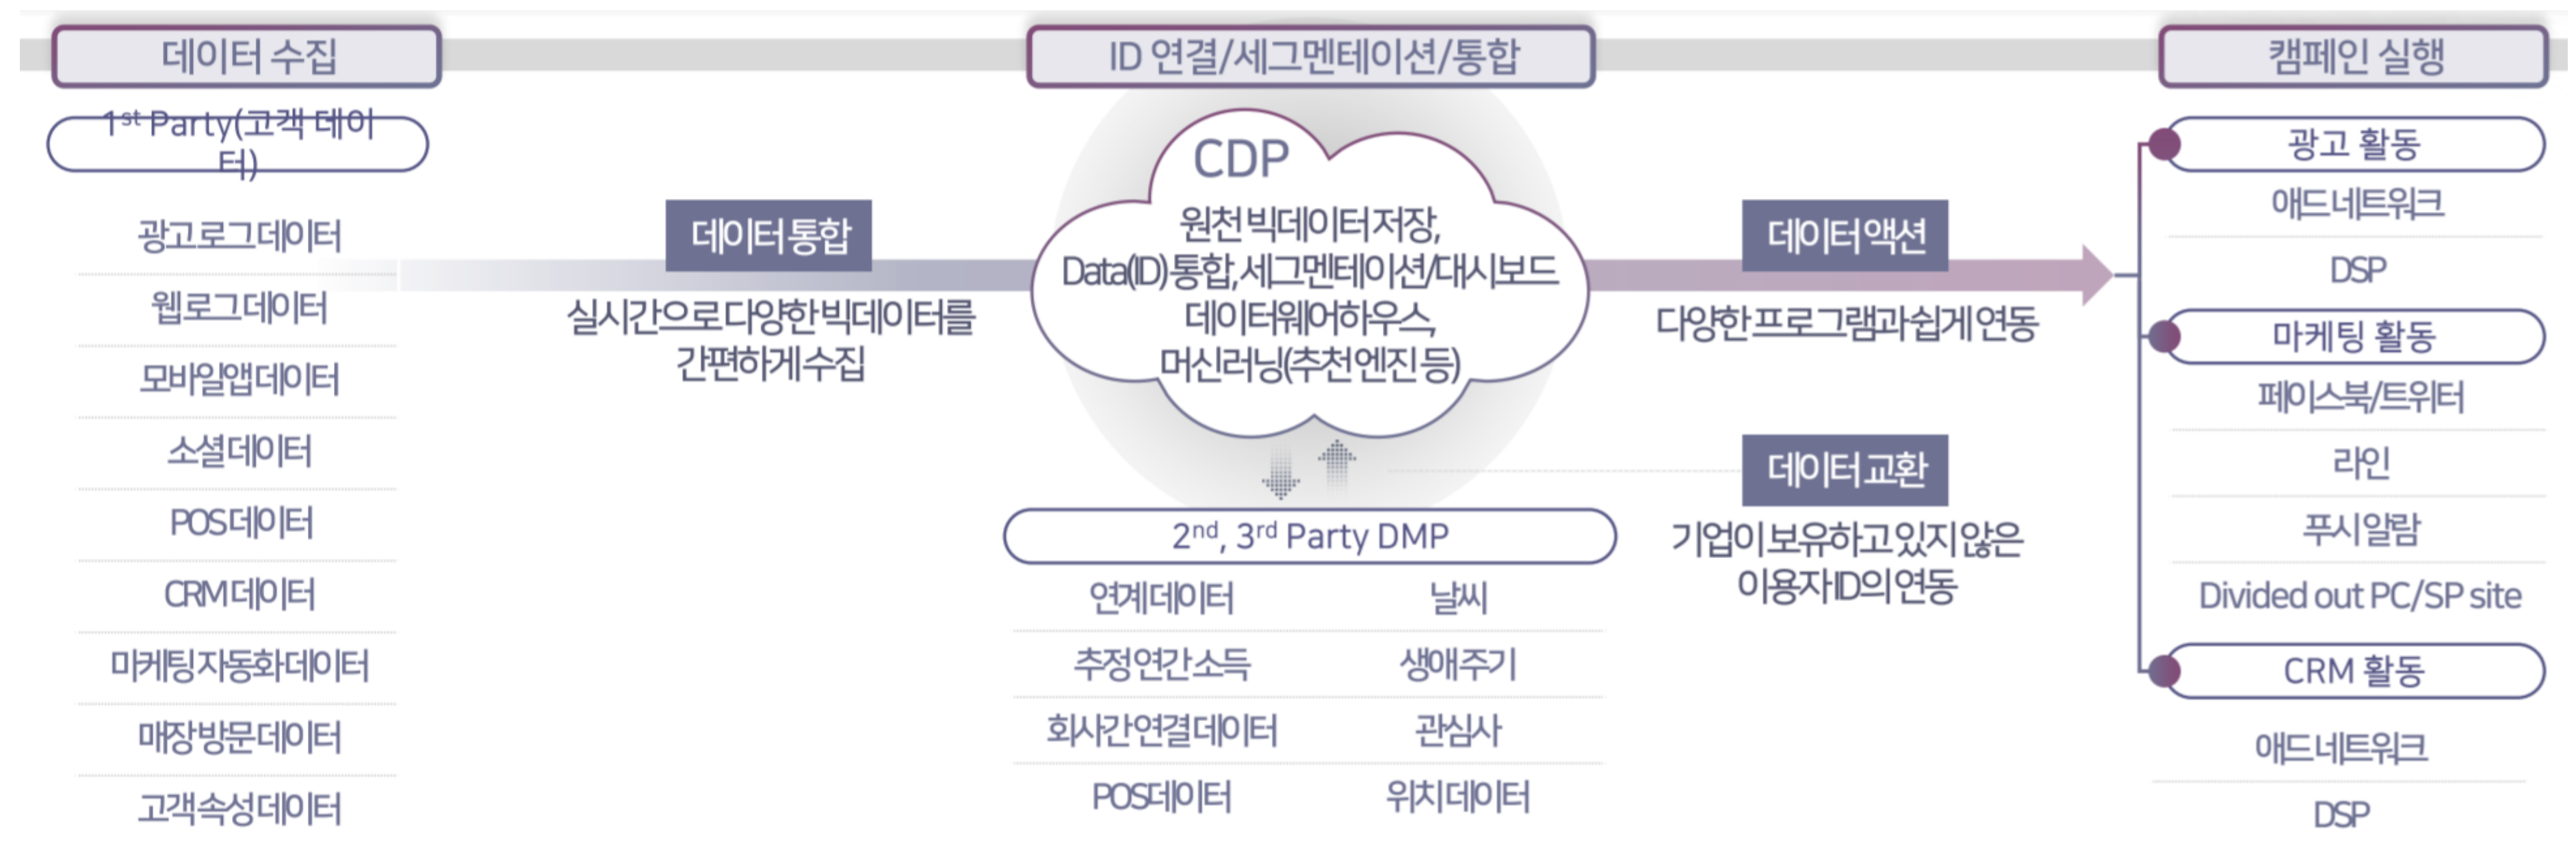 데이터 수집
1st Party(고객 데이
터)
광고 로그 데이터
웹 로그 데이터
모바일앱 데이터
소셜 데이터
POS 데이터
CRM 데이터
마케팅 자동화 데이터
매장 방문 데이터
고객 속성 데이터
데이터 통합
실시간으로 다양한 빅데이터를
간편하게 수집
ID 연결/세그멘테이션/통합
CDP
원천 빅데이터 저장,
Data(ID) 통합, 세그멘테이션/대시보드
데이터웨어하우스,
머신러닝(추천 엔진 등)
2nd, 3rd Party DMP
연계 데이터
날씨
추정 연간 소득
생애 주기
회사간 연결 데이터
관심사
POS데이터
위치 데이터
데이터 액션
다양한 프로그램과 쉽게 연동
데이터 교환
기업이 보유하고 있지 않은
이용자 ID의 연동
캠페인 실행
광고 활동
애드 네트워크
DSP
마케팅 활동
페이스북/트위터
라인
푸시 알람
Divided out PC/SP site
CRM 활동
애드 네트워크
DSP